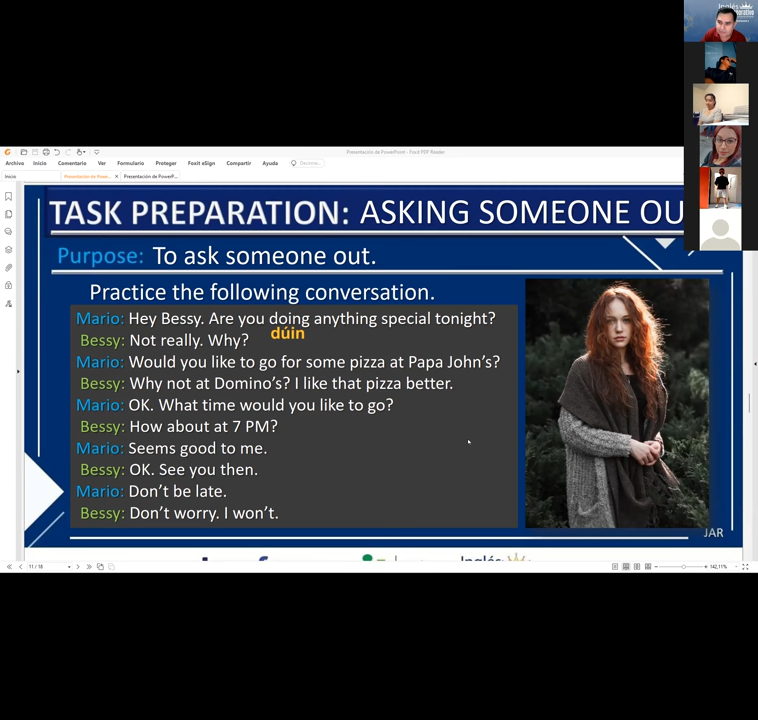 Inglés
Presentación de PowerPoint - Foxit PDF Reader
Archivo Inicio Comentario Ver Formulario Proteger Foxit eSign Compartir Ayuda
Inicio Presentación de Powe... Presentación de PowerP...
TASK PREPARATION: ASKING SOMEONE OU
Purpose: To ask someone out.
Practice the following conversation.
Mario: Hey Bessy. Are you doing anything special tonight?
dúin
Bessy: Not really. Why?
Mario: Would you like to go for some pizza at Papa John's?
Bessy: Why not at Domino's? I like that pizza better.
Mario: OK. What time would you like to go?
Bessy: How about at 7 PM?
Mario: Seems good to me.
Bessy: OK. See you then.
Mario: Don't be late.
Bessy: Don't worry. I won't.
JAR
Inglés
11 / 18
142,11%